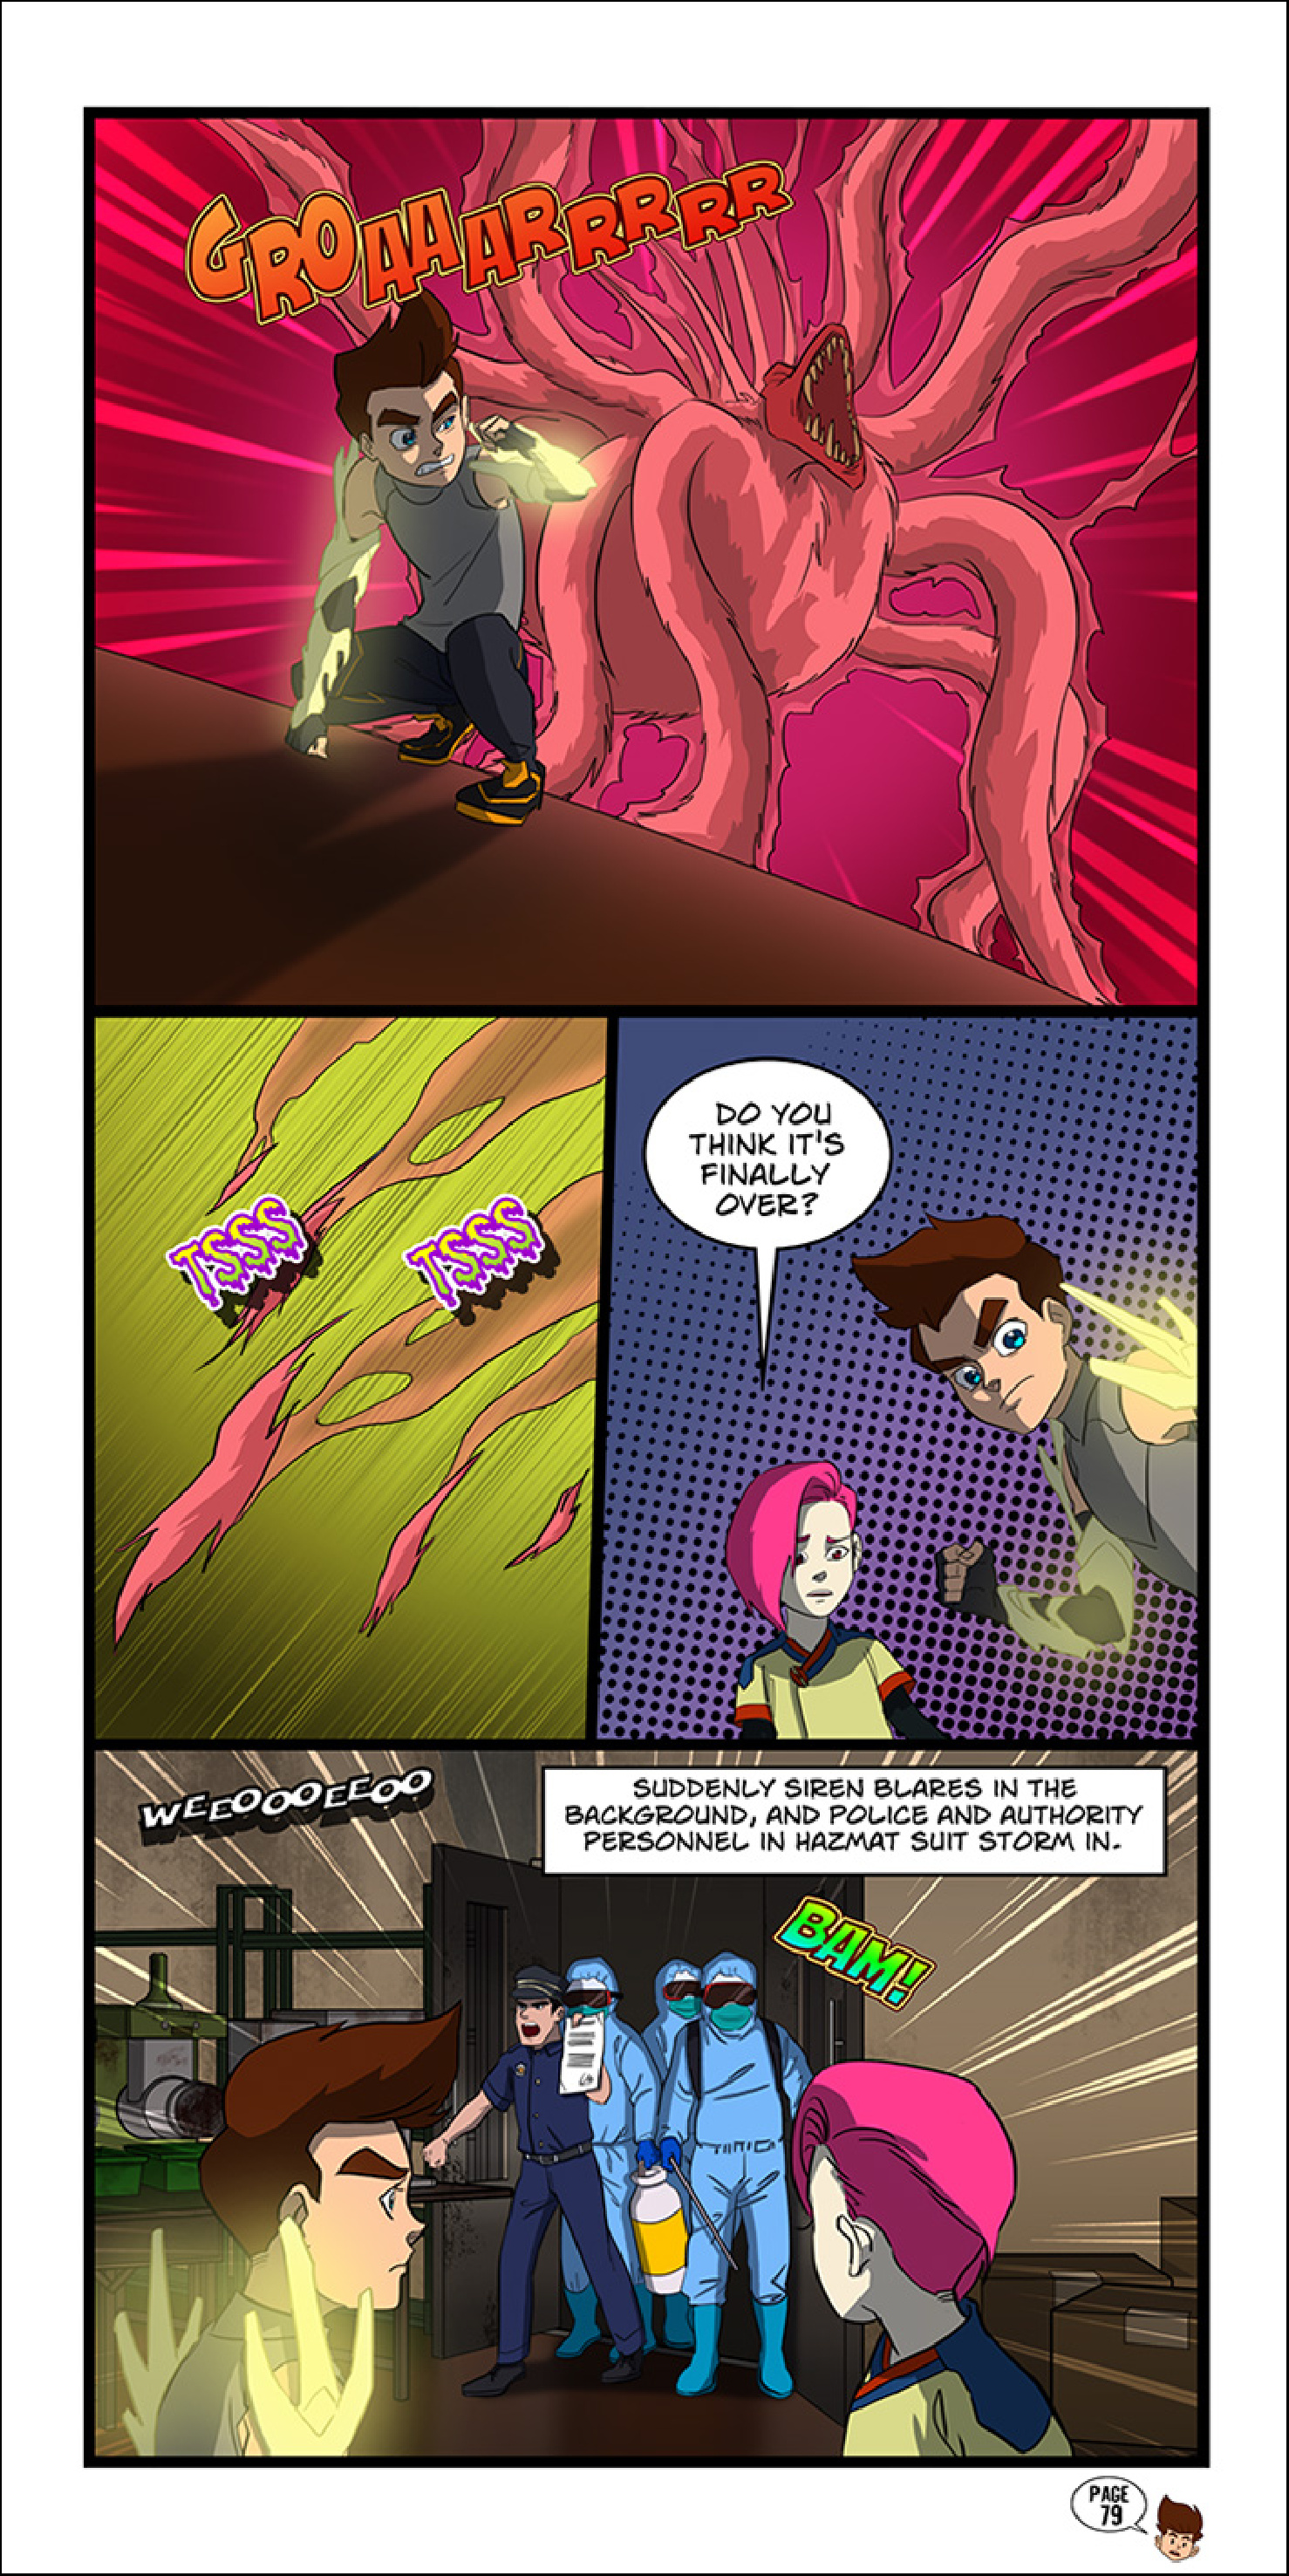 GROAAAARRRRR
TSSS
TSSS
DO YOU
THINK IT'S
FINALLY
OVER?
WEEOOOEEOO
SUDDENLY SIREN BLARES IN THE
BACKGROUND, AND POLICE AND AUTHORITY
PERSONNEL IN HAZMAT SUIT STORM IN.
BAM!
PAGE
79